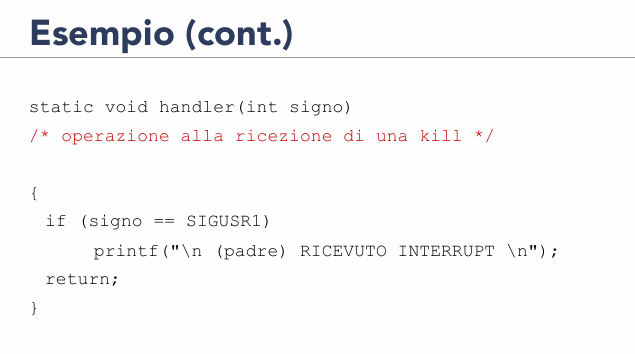 Esempio (cont.)
static void handler(int signo)
/* operazione alla ricezione di una kill */
{
if (signo == SIGUSR1)
printf("\n (padre) RICEVUTO INTERRUPT \n");
return;
}